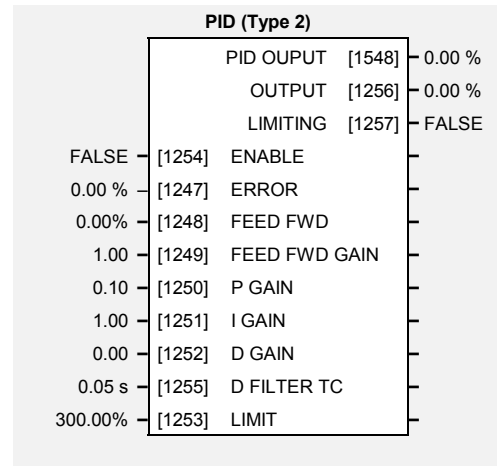 PID (Type 2)
PID OUPUT [1548] 0.00 %
OUTPUT [1256] 0.00 %
LIMITING [1257] FALSE
FALSE [1254] ENABLE
0.00 % [1247] ERROR
0.00% [1248] FEED FWD
1.00 [1249] FEED FWD GAIN
0.10 [1250] P GAIN
1.00 [1251] I GAIN
0.00 [1252] D GAIN
0.05 s [1255] D FILTER TC
300.00% [1253] LIMIT